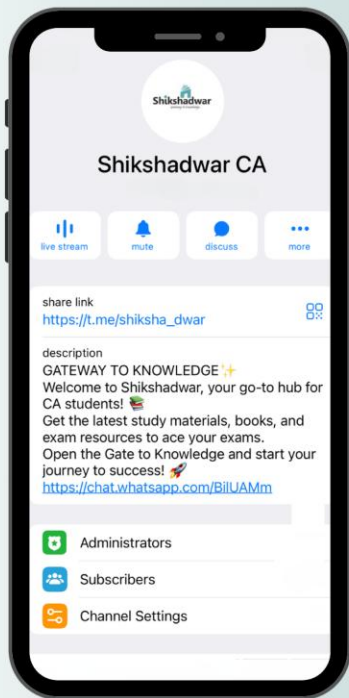 Shikshadwar
Shikshadwar CA
live stream
mute
discuss
more
share link
https://t.me/shiksha_dwar
description
GATEWAY TO KNOWLEDGE✨
Welcome to Shikshadwar, your go-to hub for
CA students! 📚
Get the latest study materials, books, and
exam resources to ace your exams.
Open the Gate to Knowledge and start your
journey to success! 🚀
https://chat.whatsapp.com/BilUAMm
Administrators
Subscribers
Channel Settings